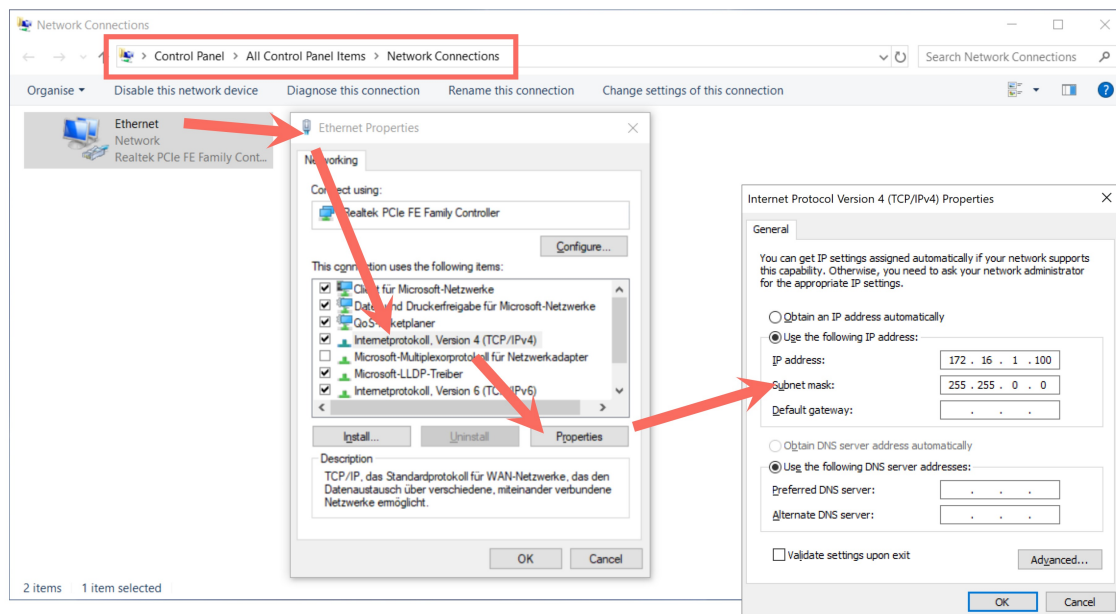 Network Connections
Control Panel > All Control Panel Items > Network Connections
Search Network Connections
Organise
Disable this network device
Diagnose this connection
Rename this connection
Change settings of this connection
Ethernet
Network
Realtek PCIe FE Family Cont...
Ethernet Properties
Networking
Connect using:
Realtek PCIe FE Family Controller
Configure...
This connection uses the following items:
Client für Microsoft-Netzwerke
Datei- und Druckerfreigabe für Microsoft-Netzwerke
QoS-Paketplaner
Internetprotokoll, Version 4 (TCP/IPv4)
Microsoft-Multiplexorprotokoll für Netzwerkadapter
Microsoft-LLDP-Treiber
Internetprotokoll, Version 6 (TCP/IPv6)
Install...
Uninstall
Properties
Description
TCP/IP, das Standardprotokoll für WAN-Netzwerke, das den
Datenaustausch über verschiedene, miteinander verbundene
Netzwerke ermöglicht.
OK
Cancel
Internet Protocol Version 4 (TCP/IPv4) Properties
General
You can get IP settings assigned automatically if your network supports
this capability. Otherwise, you need to ask your network administrator
for the appropriate IP settings.
Obtain an IP address automatically
Use the following IP address:
IP address: 172 . 16 . 1 . 100
Subnet mask: 255 . 255 . 0 . 0
Default gateway: . . .
Obtain DNS server address automatically
Use the following DNS server addresses:
Preferred DNS server: . . .
Alternate DNS server: . . .
Validate settings upon exit
Advanced...
OK
Cancel
2 items
1 item selected